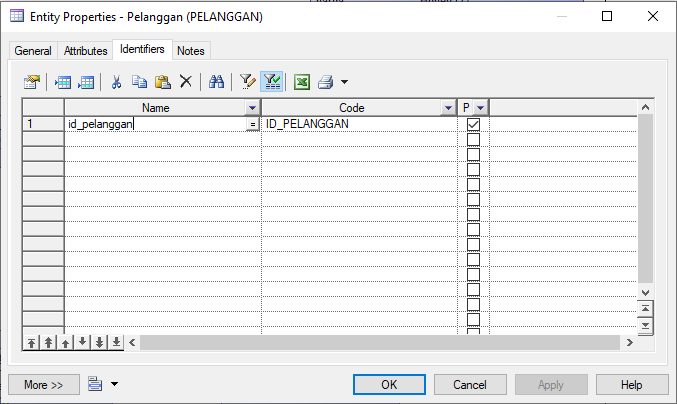 Entity Properties - Pelanggan (PELANGGAN)
General Attributes Identifiers Notes
Name Code P
1 id_pelanggan = ID_PELANGGAN
More >> OK Cancel Apply Help